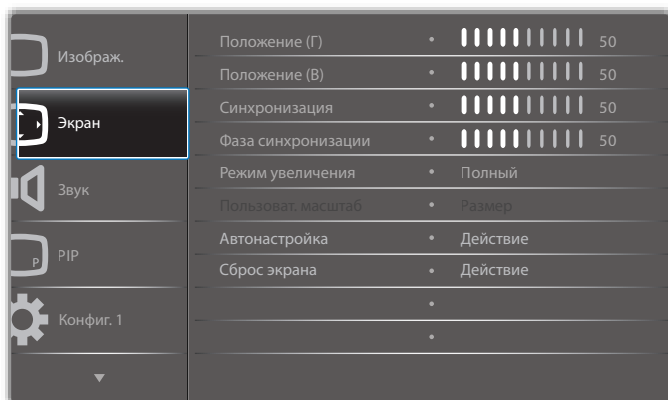 Изображ.
Экран
Звук
P
PIP
Конфиг. 1
Положение (Г) • 50
Положение (В) • 50
Синхронизация • 50
Фаза синхронизации • 50
Режим увеличения • Полный
Пользоват. масштаб • Размер
Автонастройка • Действие
Сброс экрана • Действие
•
•